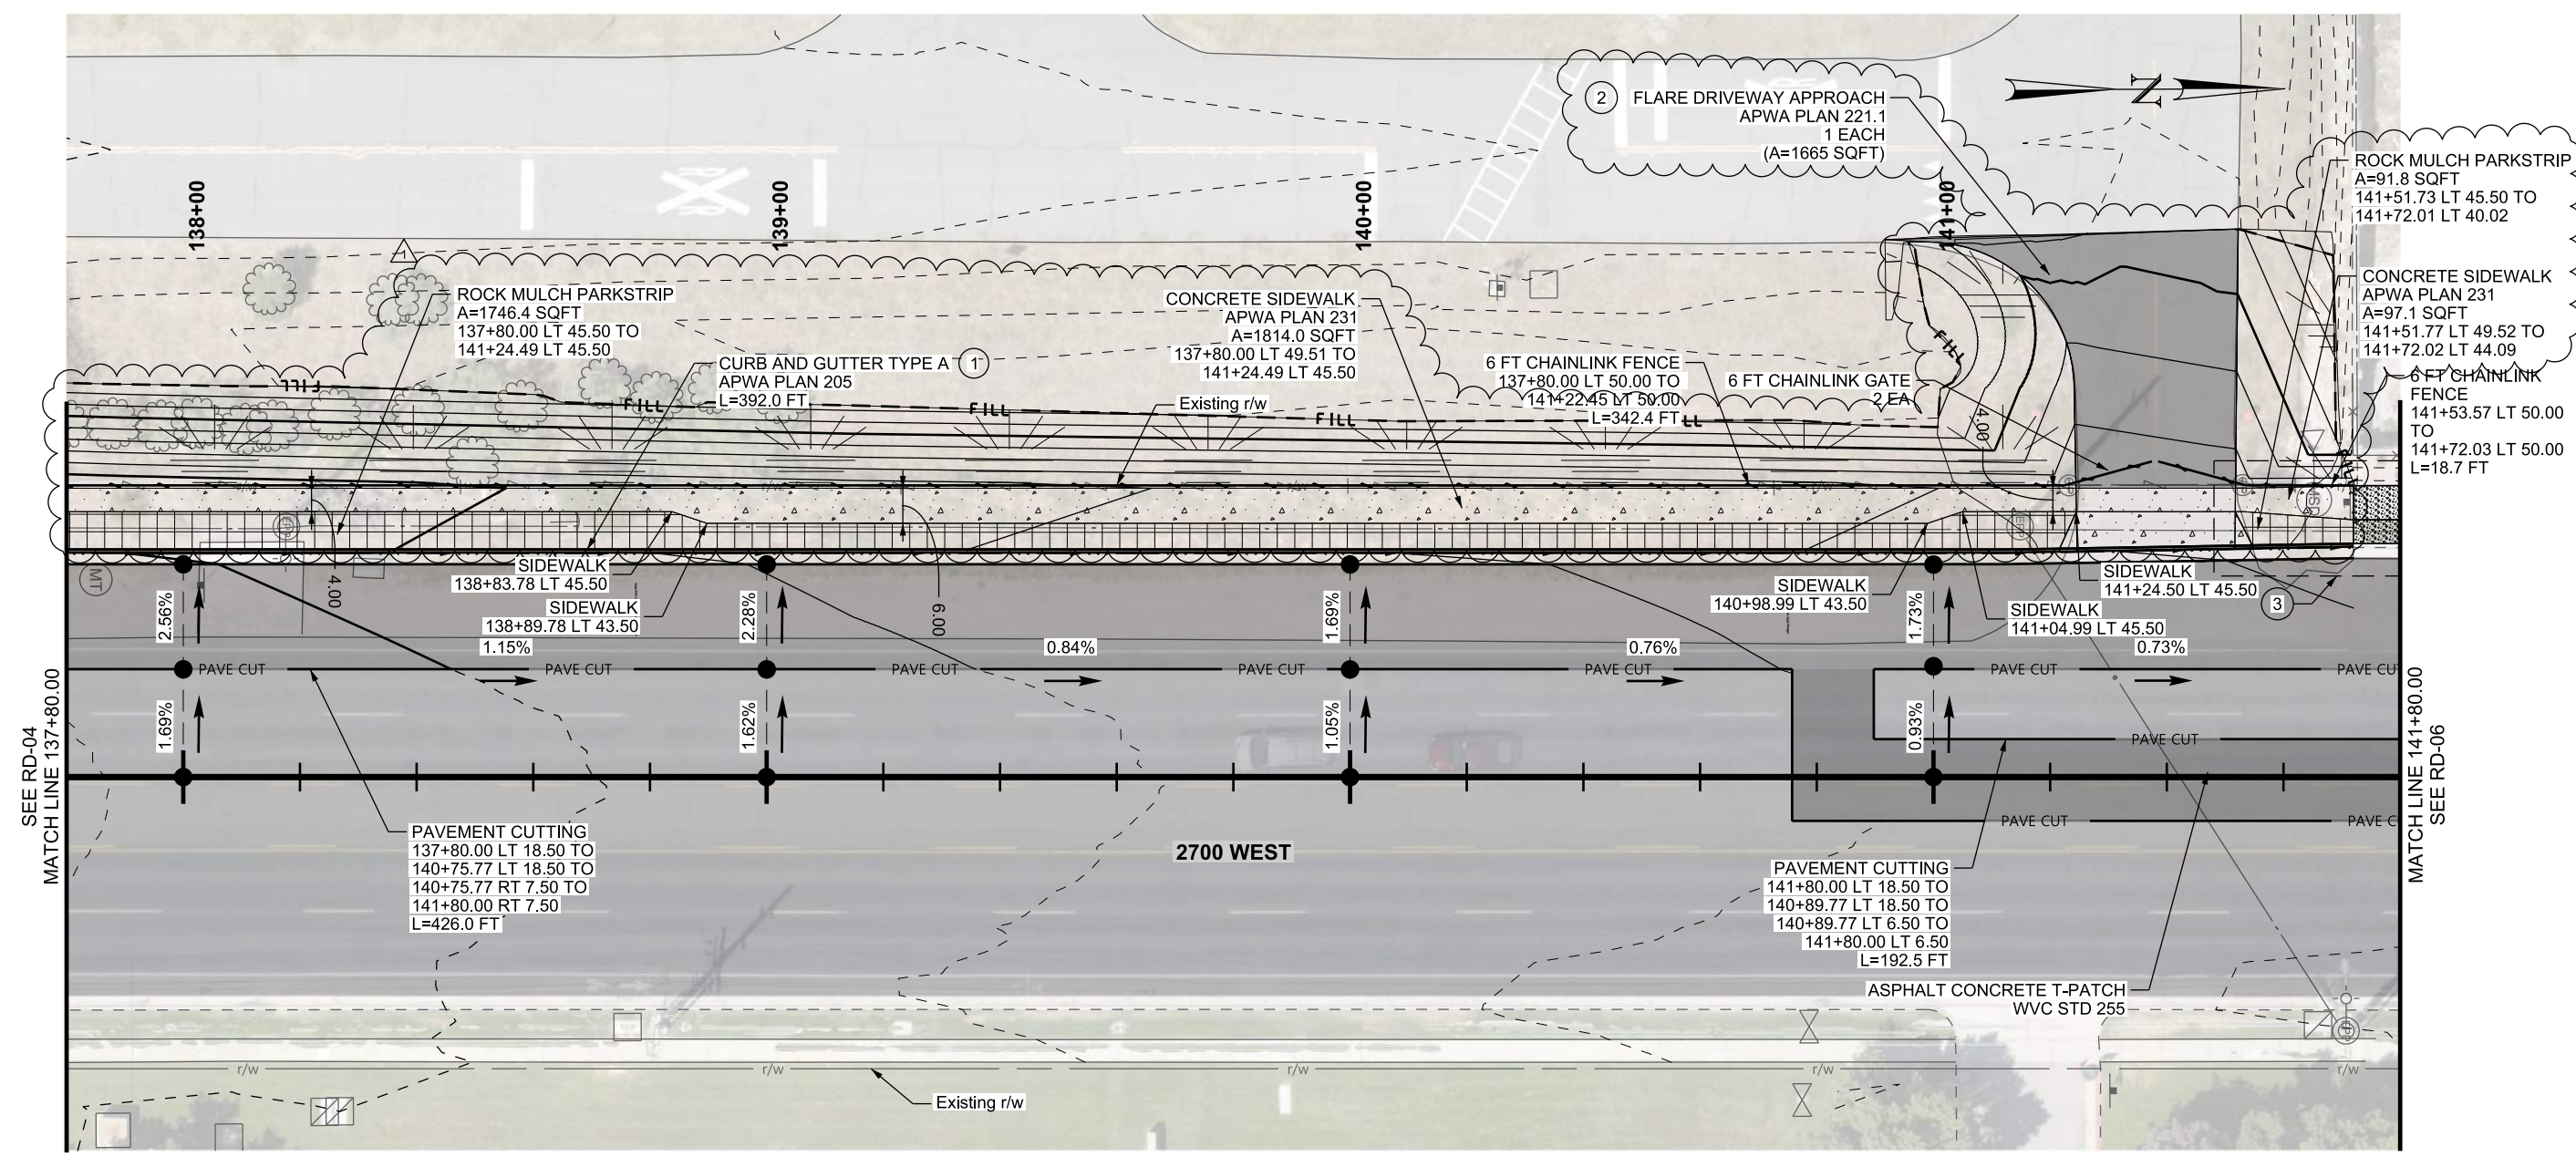 2
FLARE DRIVEWAY APPROACH
APWA PLAN 221.1
1 EACH
(A=1665 SQFT)
N
ROCK MULCH PARKSTRIP
A=91.8 SQFT
141+51.73 LT 45.50 TO
141+72.01 LT 40.02
138+00
139+00
140+00
141+00
1
ROCK MULCH PARKSTRIP
A=1746.4 SQFT
137+80.00 LT 45.50 TO
141+24.49 LT 45.50
CONCRETE SIDEWALK
APWA PLAN 231
A=1814.0 SQFT
137+80.00 LT 49.51 TO
141+24.49 LT 45.50
CONCRETE SIDEWALK
APWA PLAN 231
A=97.1 SQFT
141+51.77 LT 49.52 TO
141+72.02 LT 44.09
CURB AND GUTTER TYPE A
1
APWA PLAN 205
L=392.0 FT
6 FT CHAINLINK FENCE
137+80.00 LT 50.00 TO
141+22.45 LT 50.00
L=342.4 FT
6 FT CHAINLINK GATE
2 EA
6 FT CHAINLINK
FENCE
141+53.57 LT 50.00
TO
141+72.03 LT 50.00
L=18.7 FT
Existing r/w
FILL
FILL
FILL
FILL
FILL
4.00
r/w
r/w
MT
4.00
6.00
SIDEWALK
138+83.78 LT 45.50
SIDEWALK
138+89.78 LT 43.50
SIDEWALK
140+98.99 LT 43.50
SIDEWALK
141+04.99 LT 45.50
SIDEWALK
141+24.50 LT 45.50
3
2.56%
2.28%
1.69%
1.73%
1.15%
0.84%
0.76%
0.73%
PAVE CUT
PAVE CUT
PAVE CUT
PAVE CUT
PAVE CUT
PAVE CUT
PAVE CU
1.69%
1.62%
1.05%
0.93%
PAVE CUT
SEE RD-04
MATCH LINE 137+80.00
MATCH LINE 141+80.00
SEE RD-06
PAVE CUT
PAVE C
2700 WEST
PAVEMENT CUTTING
137+80.00 LT 18.50 TO
140+75.77 LT 18.50 TO
140+75.77 RT 7.50 TO
141+80.00 RT 7.50
L=426.0 FT
PAVEMENT CUTTING
141+80.00 LT 18.50 TO
140+89.77 LT 18.50 TO
140+89.77 LT 6.50 TO
141+80.00 LT 6.50
L=192.5 FT
ASPHALT CONCRETE T-PATCH
WVC STD 255
r/w
r/w
r/w
r/w
r/w
Existing r/w